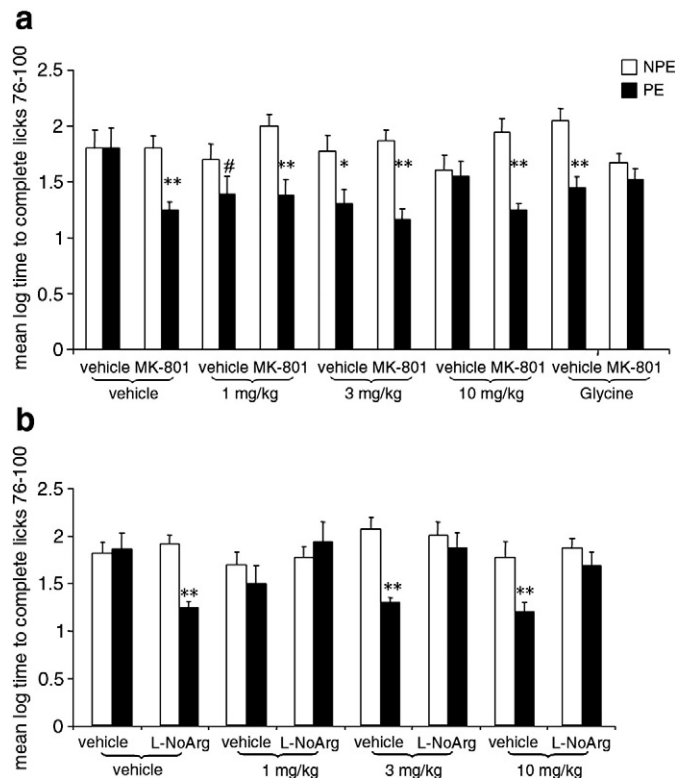 a
NPE
PE
mean log time to complete licks 76-100
2.5
2
1.5
1
0.5
0
** # ** * ** ** **
vehicle MK-801 vehicle MK-801 vehicle MK-801 vehicle MK-801 vehicle MK-801
vehicle 1 mg/kg 3 mg/kg 10 mg/kg Glycine
b
mean log time to complete licks 76-100
2.5
2
1.5
1
0.5
0
** ** **
vehicle L-NoArg vehicle L-NoArg vehicle L-NoArg vehicle L-NoArg
vehicle 1 mg/kg 3 mg/kg 10 mg/kg